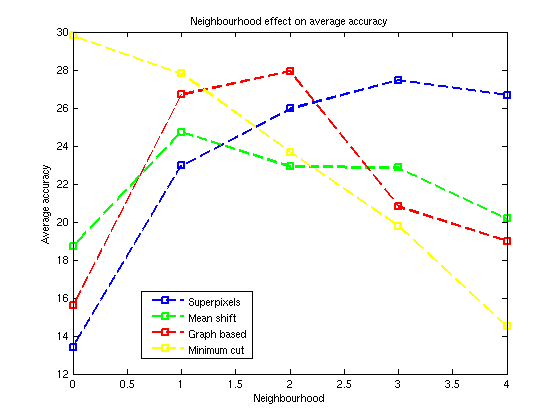 Neighbourhood effect on average accuracy
30
28
26
24
22
20
18
16
14
12
Average accuracy
Superpixels
Mean shift
Graph based
Minimum cut
0 0.5 1 1.5 2 2.5 3 3.5 4
Neighbourhood